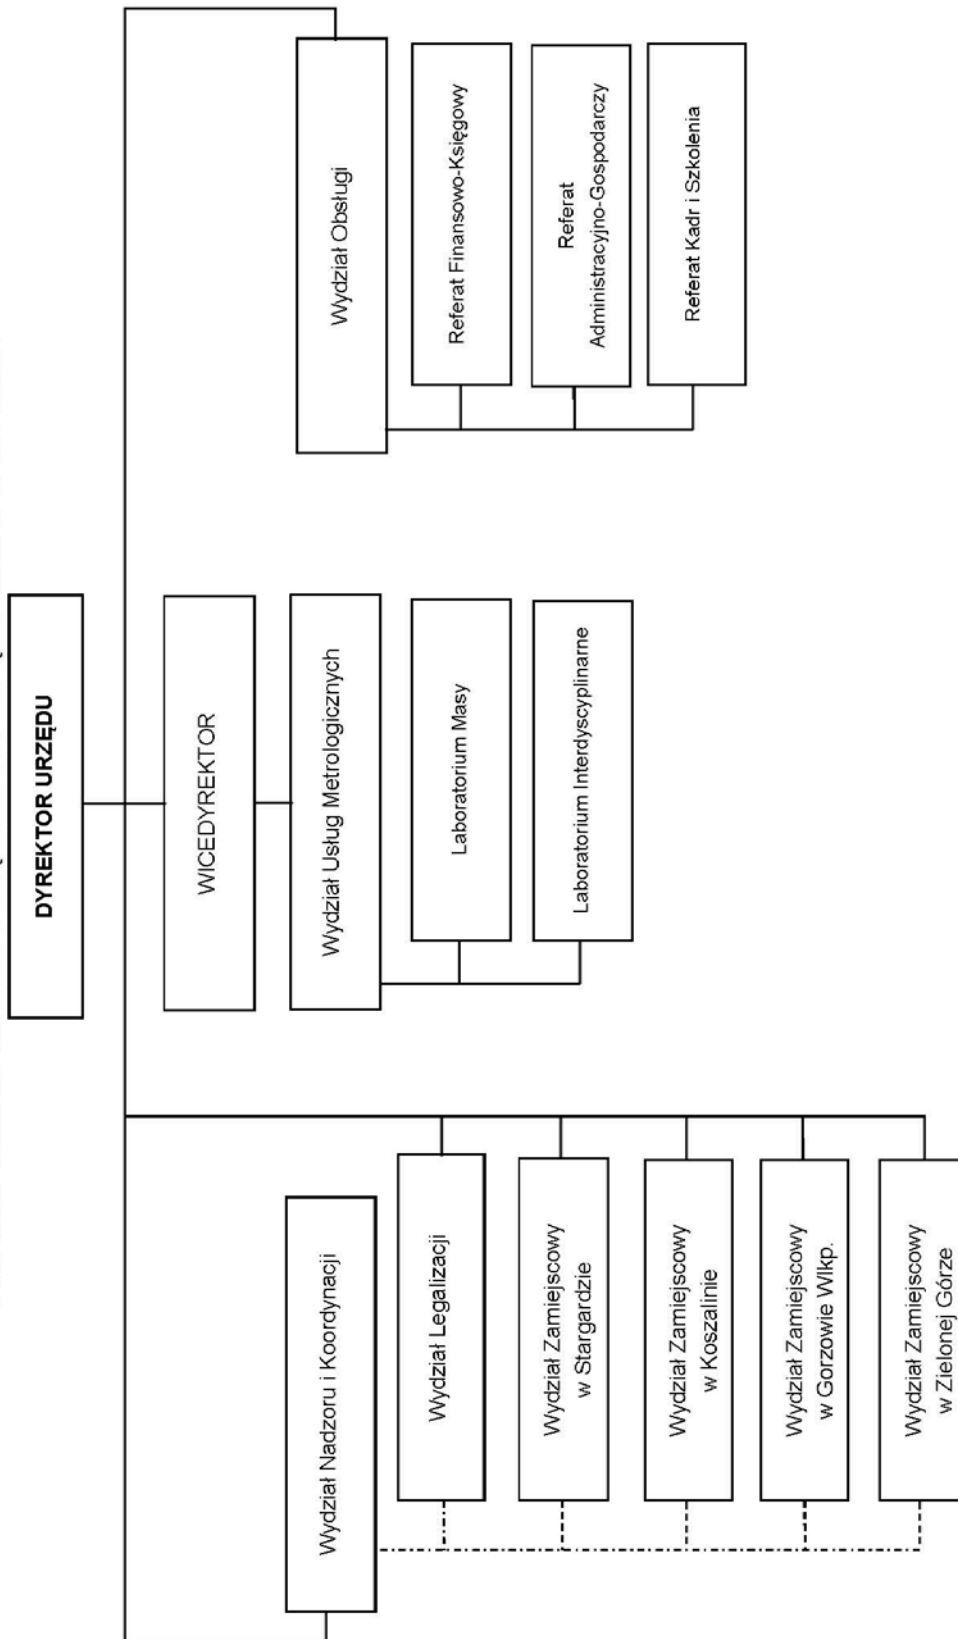 DYREKTOR URZĘDU
WICEDYREKTOR
Wydział Nadzoru i Koordynacji
Wydział Legalizacji
Wydział Zamiejscowy
w Stargardzie
Wydział Zamiejscowy
w Koszalinie
Wydział Zamiejscowy
w Gorzowie Wlkp.
Wydział Zamiejscowy
w Zielonej Górze
Wydział Usług Metrologicznych
Laboratorium Masy
Laboratorium Interdyscyplinarne
Wydział Obsługi
Referat Finansowo-Księgowy
Referat
Administracyjno-Gospodarczy
Referat Kadr i Szkolenia